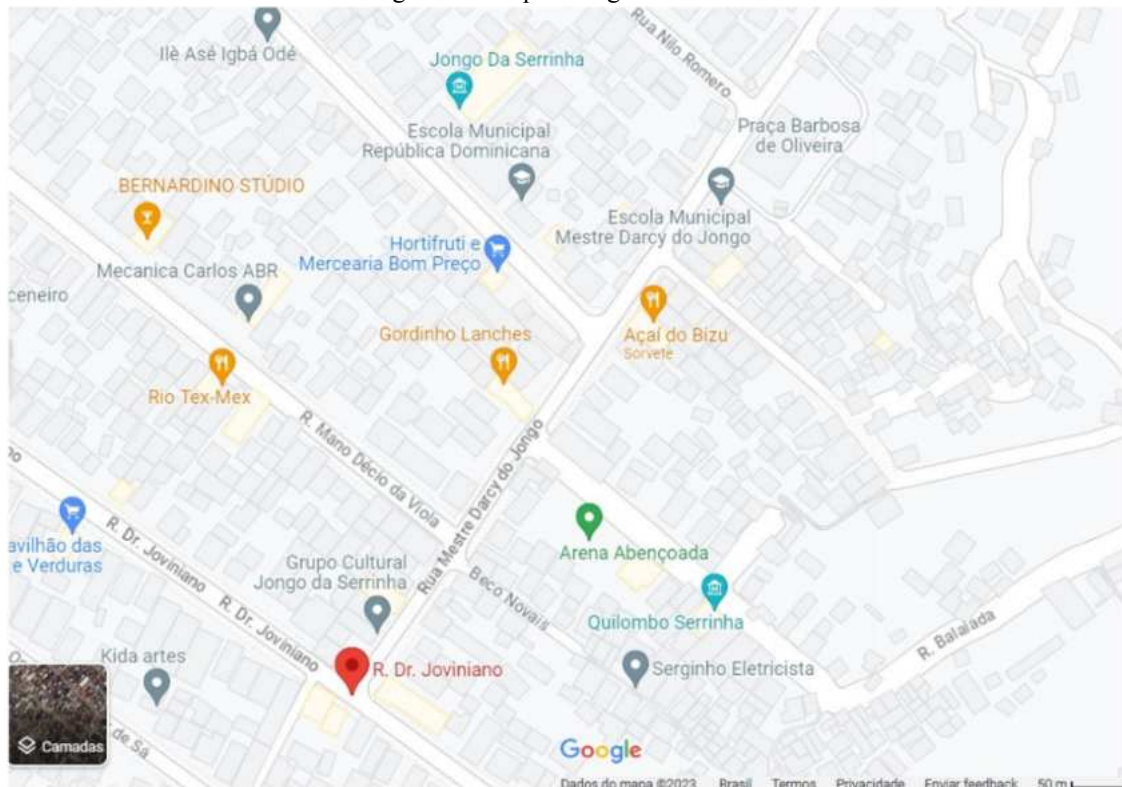 Ilè Asé Igbá Odé
Rua Nilo Romero
Jongo Da Serrinha
Escola Municipal
República Dominicana
Praça Barbosa
de Oliveira
BERNARDINO STÚDIO
Escola Municipal
Mestre Darcy do Jongo
Hortifruti e
Mercearia Bom Preço
Mecanica Carlos ABR
ceneiro
Gordinho Lanches
Açaí do Bizu
Sorvete
Rio Tex-Mex
R. Mano Décio da Viola
Rua Mestre Darcy do Jongo
no
avilhão das
e Verduras
R. Dr. Joviniano
Arena Abençoada
Grupo Cultural
Jongo da Serrinha
Beco Novais
R. Dr. Joviniano
Quilombo Serrinha
R. Balaiada
Kida artes
R. Dr. Joviniano
Serginho Eletricista
de Sá
Camadas
Google
Dados do mapa ©2023 Brasil Termos Privacidade Enviar feedback 50 m